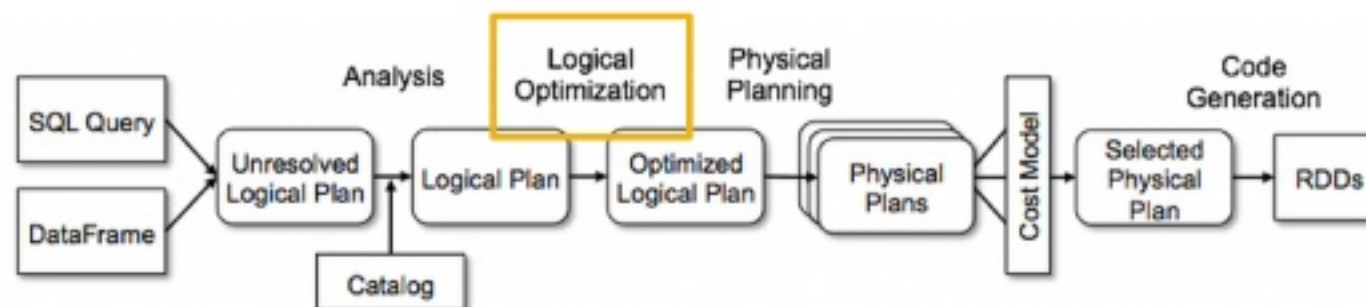 SQL Query
DataFrame
Unresolved
Logical Plan
Analysis
Catalog
Logical Plan
Logical
Optimization
Optimized
Logical Plan
Physical
Planning
Physical
Plans
Cost Model
Selected
Physical
Plan
Code
Generation
RDDs